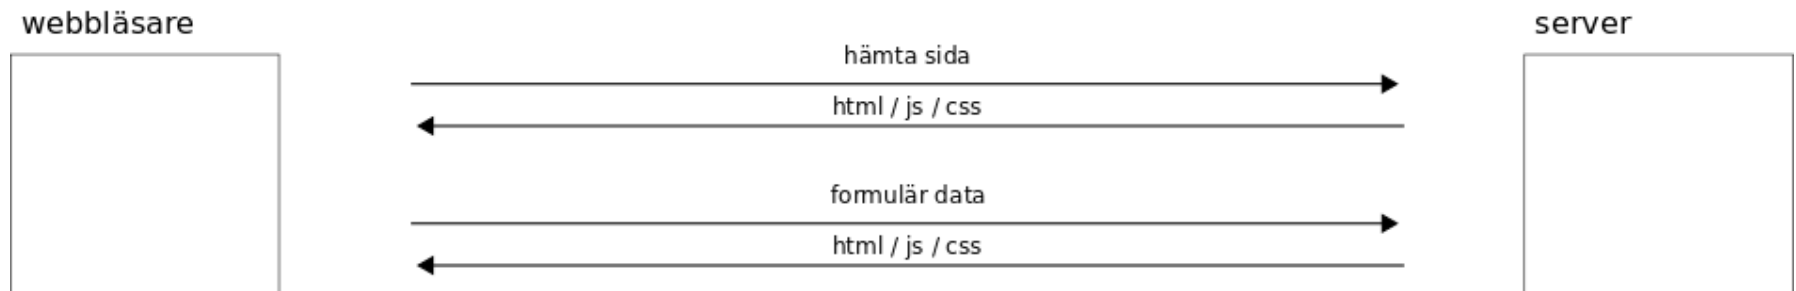 webbläsare
server
hämta sida
html / js / css
formulär data
html / js / css